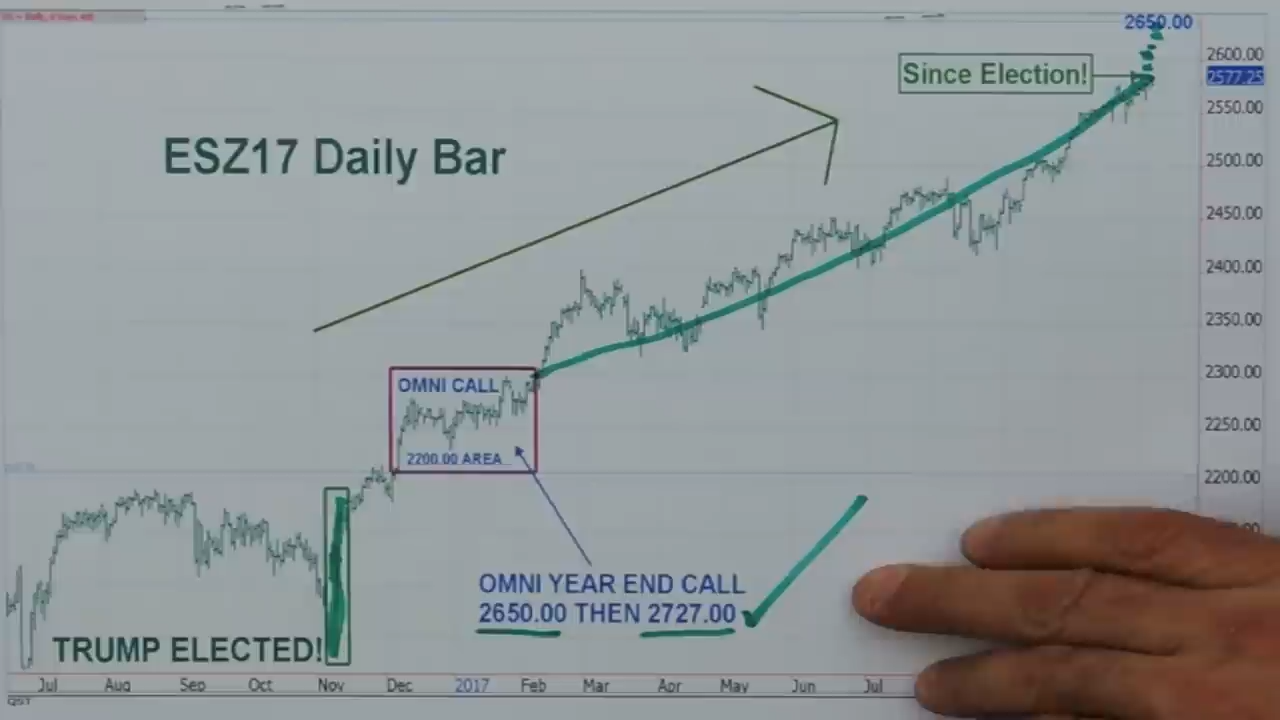 2650.00
Since Election!
2600.00
2577.25
2550.00
ESZ17 Daily Bar
2500.00
2450.00
2400.00
2350.00
2300.00
OMNI CALL
2250.00
2200.00 AREA
2200.00
OMNI YEAR END CALL
2650.00 THEN 2727.00
TRUMP ELECTED!
Jul Aug Sep Oct Nov Dec 2017 Feb Mar Apr May Jun Jul
QST